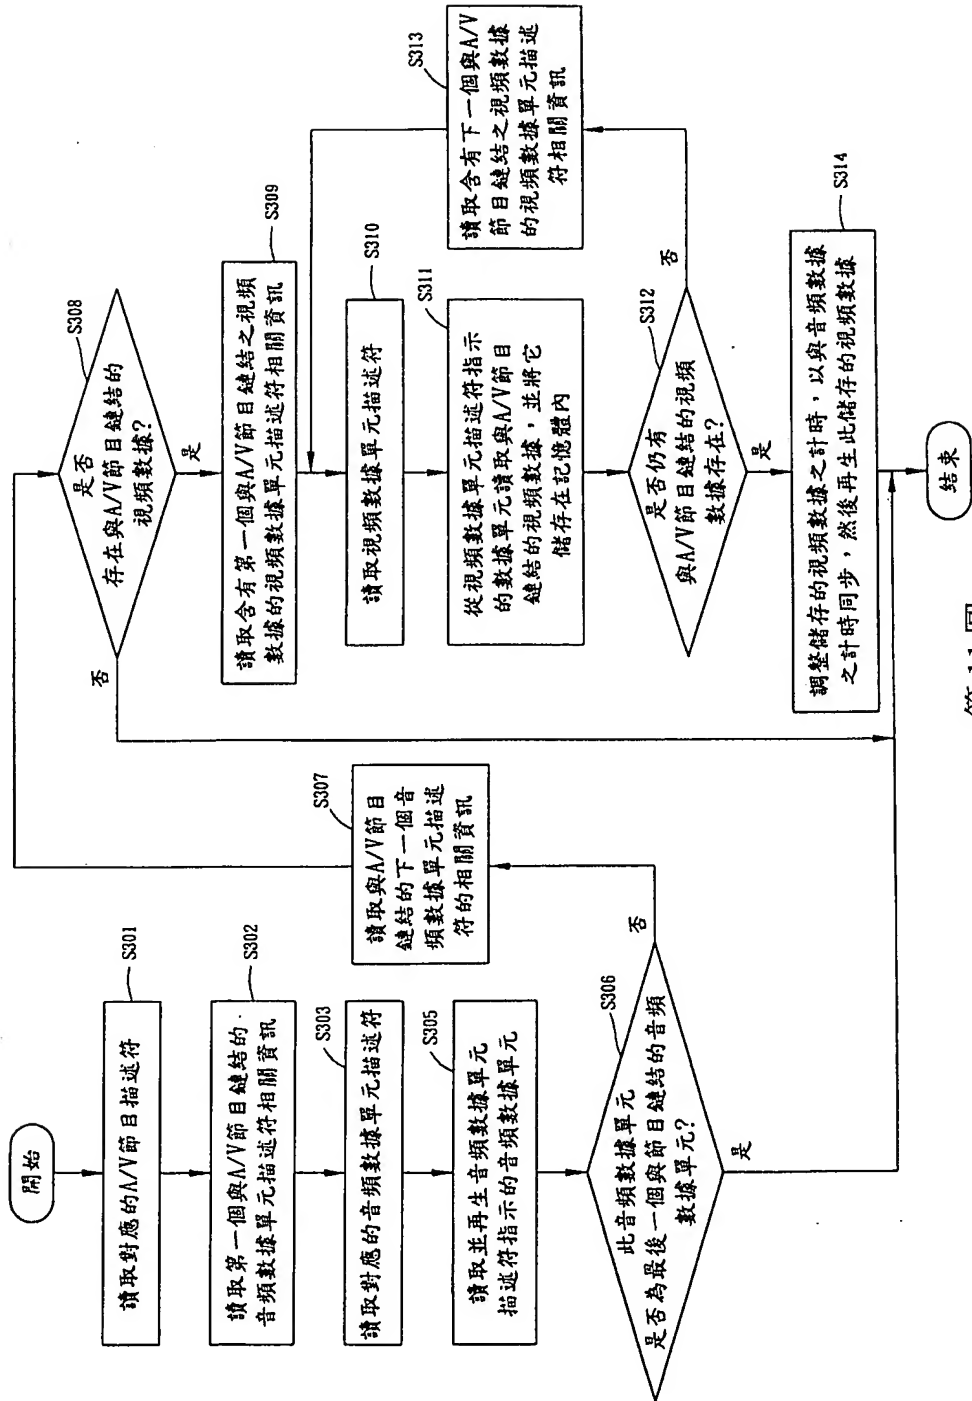 開始
讀取對應的A/V節目描述符
S301
讀取第一個與A/V節目鏈結的
音頻數據單元描述符相關資訊
S302
讀取對應的音頻數據單元描述符
S303
讀取並再生音頻數據單元
描述符指示的音頻數據單元
S305
此音頻數據單元
是否為最後一個與節目鏈結的音頻
數據單元?
S306
否
是
讀取與A/V節目
鏈結的下一個音
頻數據單元描述
符的相關資訊
S307
是否
存在與A/V節目鏈結的
視頻數據?
S308
否
是
讀取含有第一個與A/V節目鏈結之視頻
數據的視頻數據單元描述符相關資訊
S309
讀取視頻數據單元描述符
S310
從視頻數據單元描述符指示
的數據單元讀取與A/V節目
鏈結的視頻數據,並將它
儲存在記憶體內
S311
是否仍有
與A/V節目鏈結的視頻
數據存在?
S312
否
是
讀取含有下一個與A/V
節目鏈結之視頻數據
的視頻數據單元描述
符相關資訊
S313
調整儲存的視頻數據之計時,以與音頻數據
之計時同步,然後再生此儲存的視頻數據
S314
結束
第11圖